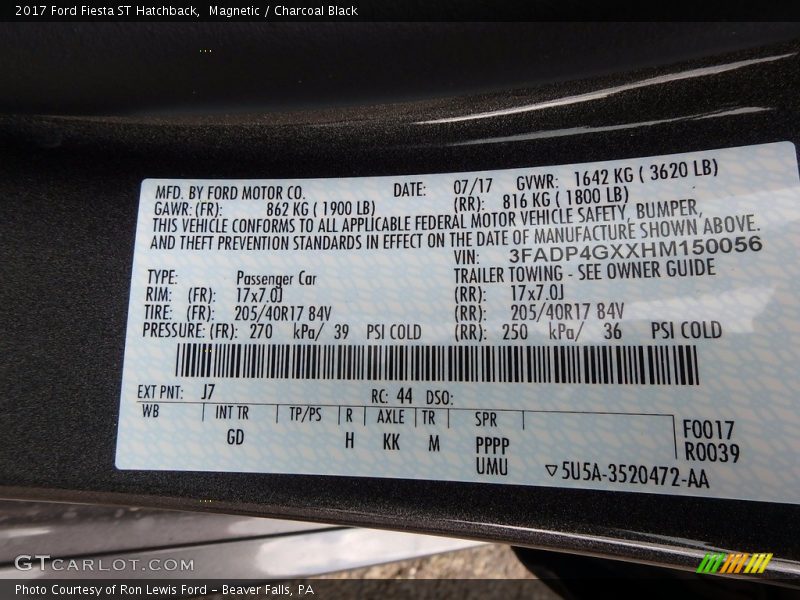 2017 Ford Fiesta ST Hatchback,  Magnetic / Charcoal Black
MFD. BY FORD MOTOR CO. DATE: 07/17 GVWR: 1642 KG ( 3620 LB)
GAWR: (FR): 862 KG ( 1900 LB) (RR): 816 KG ( 1800 LB)
THIS VEHICLE CONFORMS TO ALL APPLICABLE FEDERAL MOTOR VEHICLE SAFETY, BUMPER,
AND THEFT PREVENTION STANDARDS IN EFFECT ON THE DATE OF MANUFACTURE SHOWN ABOVE.
VIN: 3FADP4GXXHM150056
TYPE: Passenger Car TRAILER TOWING - SEE OWNER GUIDE
RIM: (FR): 17x7.0J (RR): 17x7.0J
TIRE: (FR): 205/40R17 84V (RR): 205/40R17 84V
PRESSURE: (FR): 270 kPa/ 39 PSI COLD (RR): 250 kPa/ 36 PSI COLD
EXT PNT: J7 RC: 44 DSO:
WB INT TR TP/PS R AXLE TR SPR F0017
GD H KK M PPPP R0039
UMU ▽5U5A-3520472-AA
GTCARLOT.COM
Photo Courtesy of Ron Lewis Ford – Beaver Falls, PA